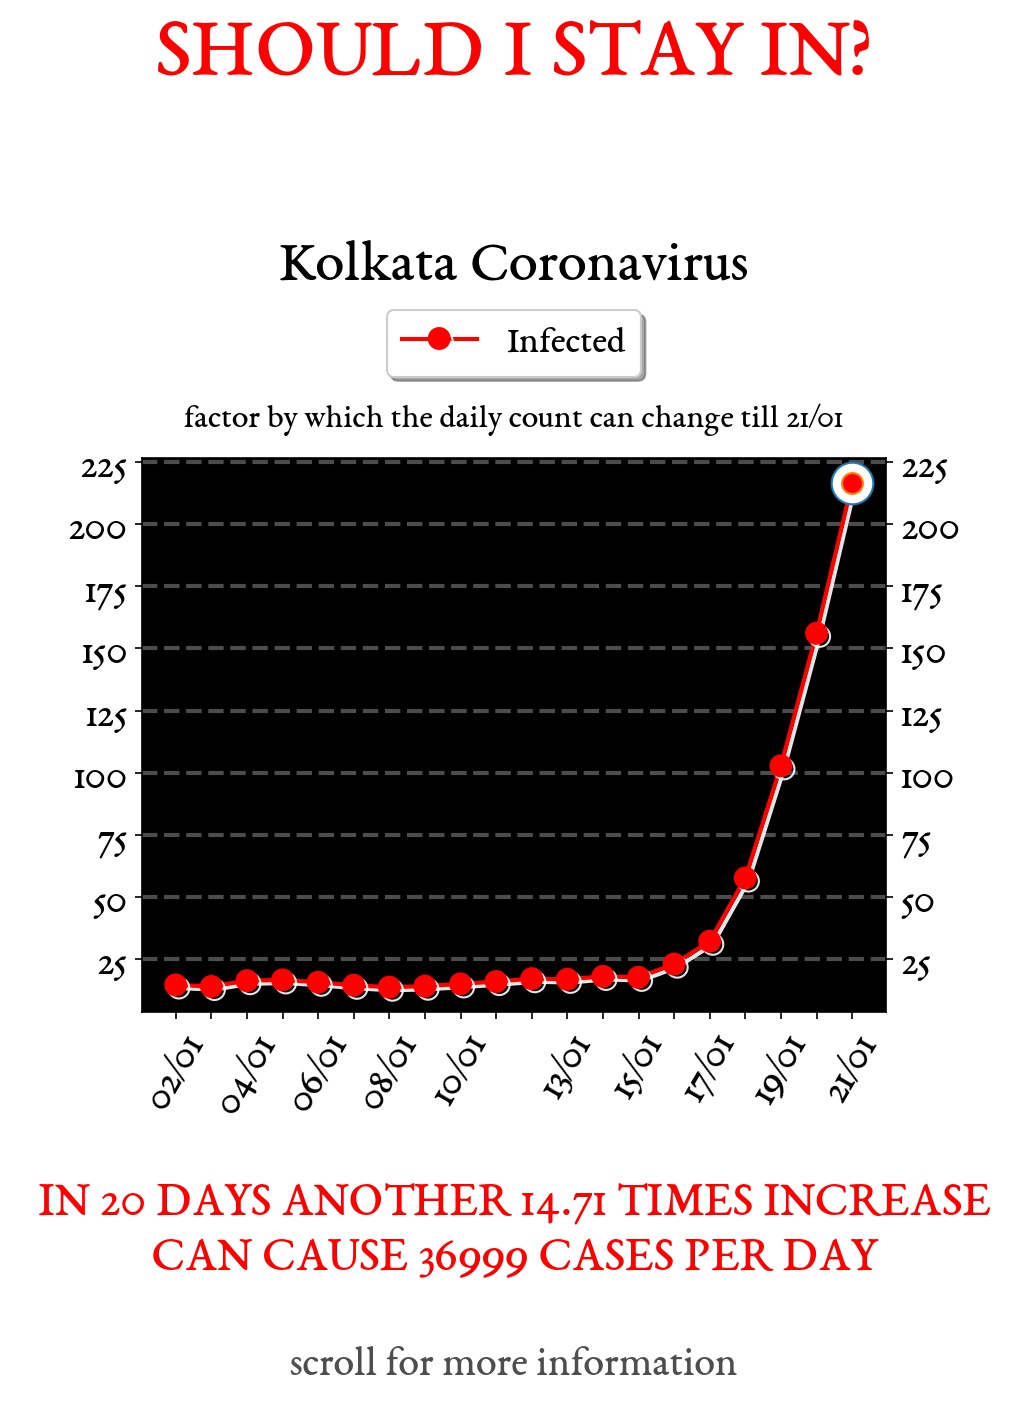 SHOULD I STAY IN?
Kolkata Coronavirus
Infected
factor by which the daily count can change till 21/01
225 225
200 200
175 175
150 150
125 125
100 100
75 75
50 50
25 25
02/01 04/01 06/01 08/01 10/01 13/01 15/01 17/01 19/01 21/01
IN 20 DAYS ANOTHER 14.71 TIMES INCREASE
CAN CAUSE 36999 CASES PER DAY
scroll for more information